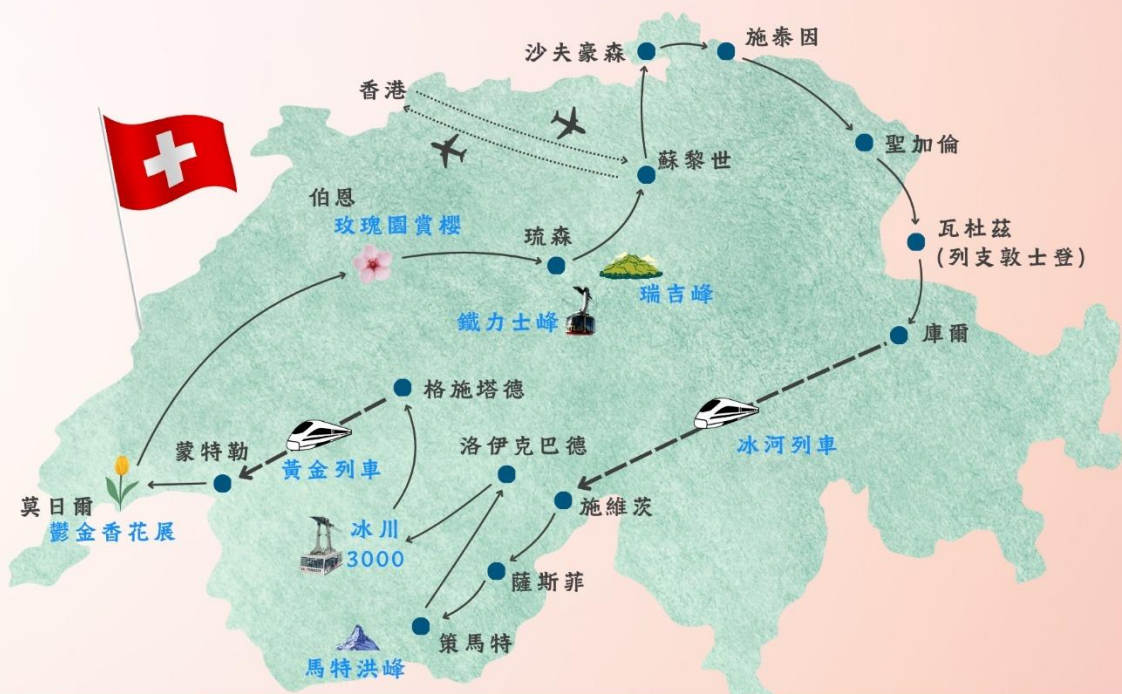 沙夫豪森
施泰因
香港
聖加倫
蘇黎世
伯恩
玫瑰園賞櫻
琉森
瓦杜茲
(列支敦士登)
瑞吉峰
鐵力士峰
庫爾
格施塔德
洛伊克巴德
冰河列車
蒙特勒
黃金列車
莫日爾
鬱金香花展
施維茨
冰川
3000
薩斯菲
策馬特
馬特洪峰